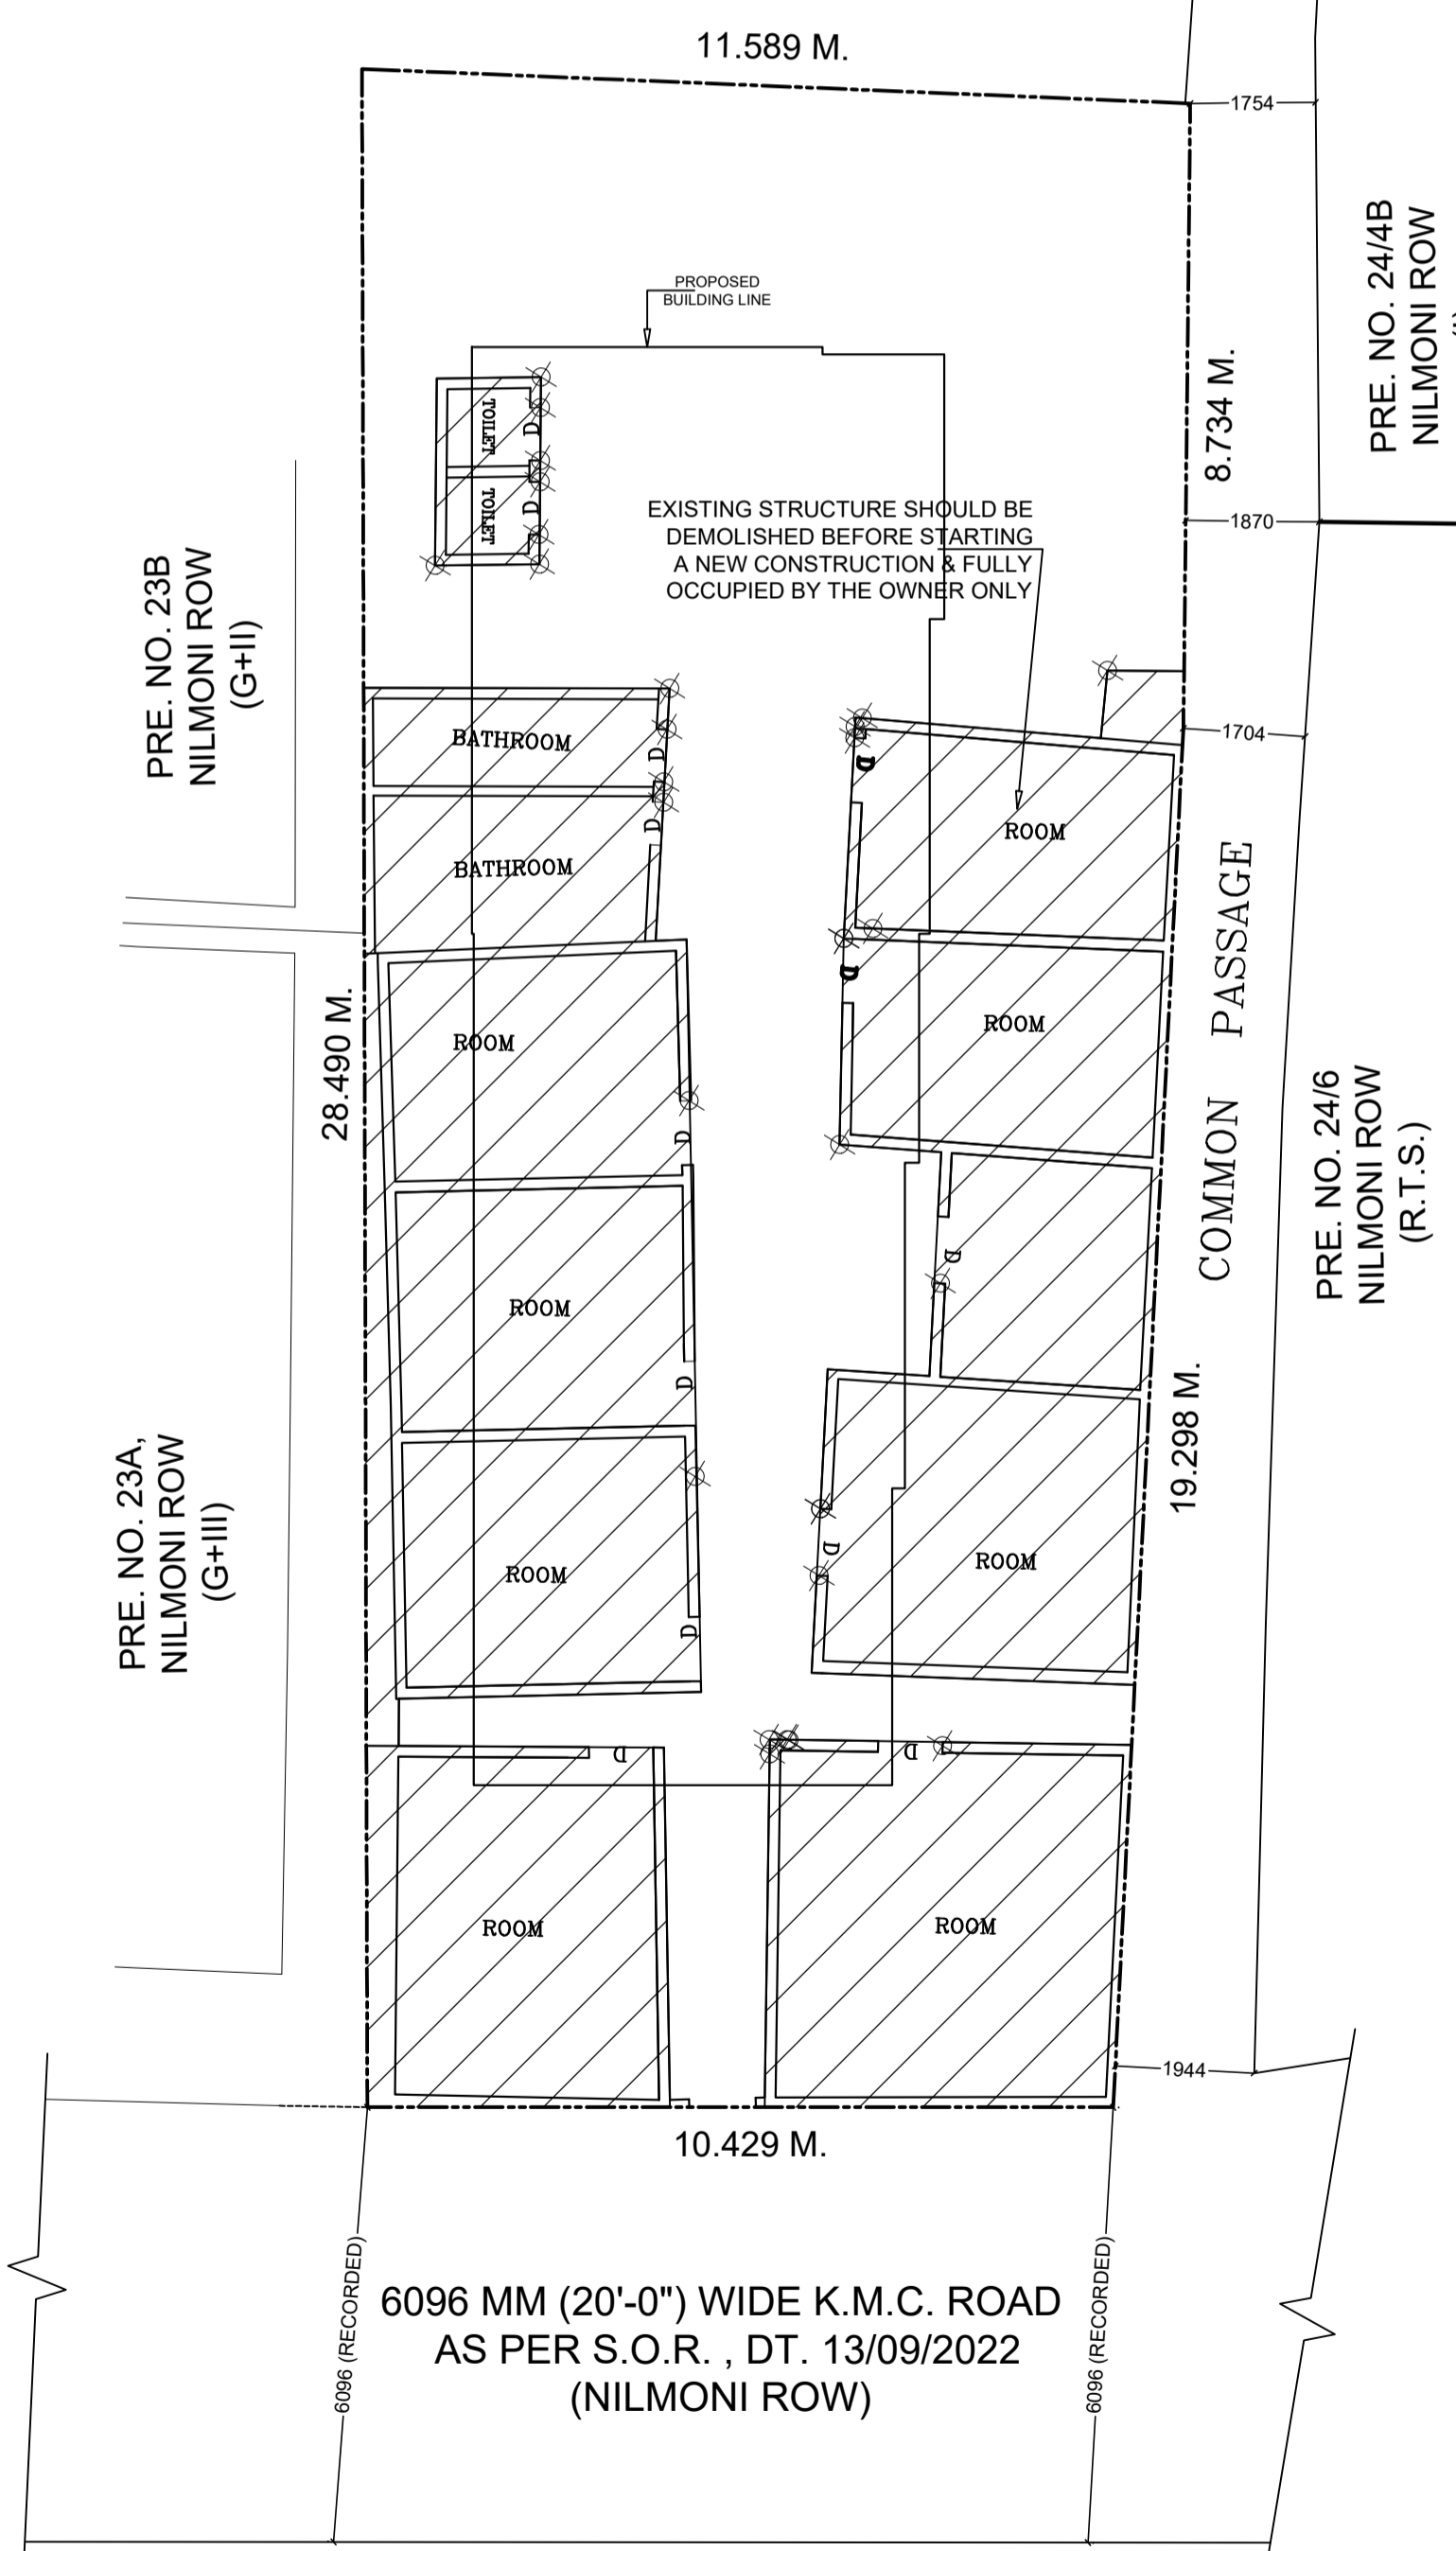 11.589 M.
1754
PRE. NO. 24/4B
NILMONI ROW
PROPOSED
BUILDING LINE
8.734 M.
TOILET
D
TOILET
D
EXISTING STRUCTURE SHOULD BE
DEMOLISHED BEFORE STARTING
A NEW CONSTRUCTION & FULLY
OCCUPIED BY THE OWNER ONLY
1870
PRE. NO. 23B
NILMONI ROW
(G+II)
BATHROOM
D
1704
D
ROOM
D
BATHROOM
COMMON PASSAGE
28.490 M.
ROOM
D
D
ROOM
PRE. NO. 24/6
NILMONI ROW
(R.T.S.)
ROOM
D
D
19.298 M.
PRE. NO. 23A,
NILMONI ROW
(G+III)
ROOM
D
D
ROOM
D
D
ROOM
ROOM
1944
10.429 M.
6096 (RECORDED)
6096 (RECORDED)
6096 MM (20'-0") WIDE K.M.C. ROAD
AS PER S.O.R. , DT. 13/09/2022
(NILMONI ROW)